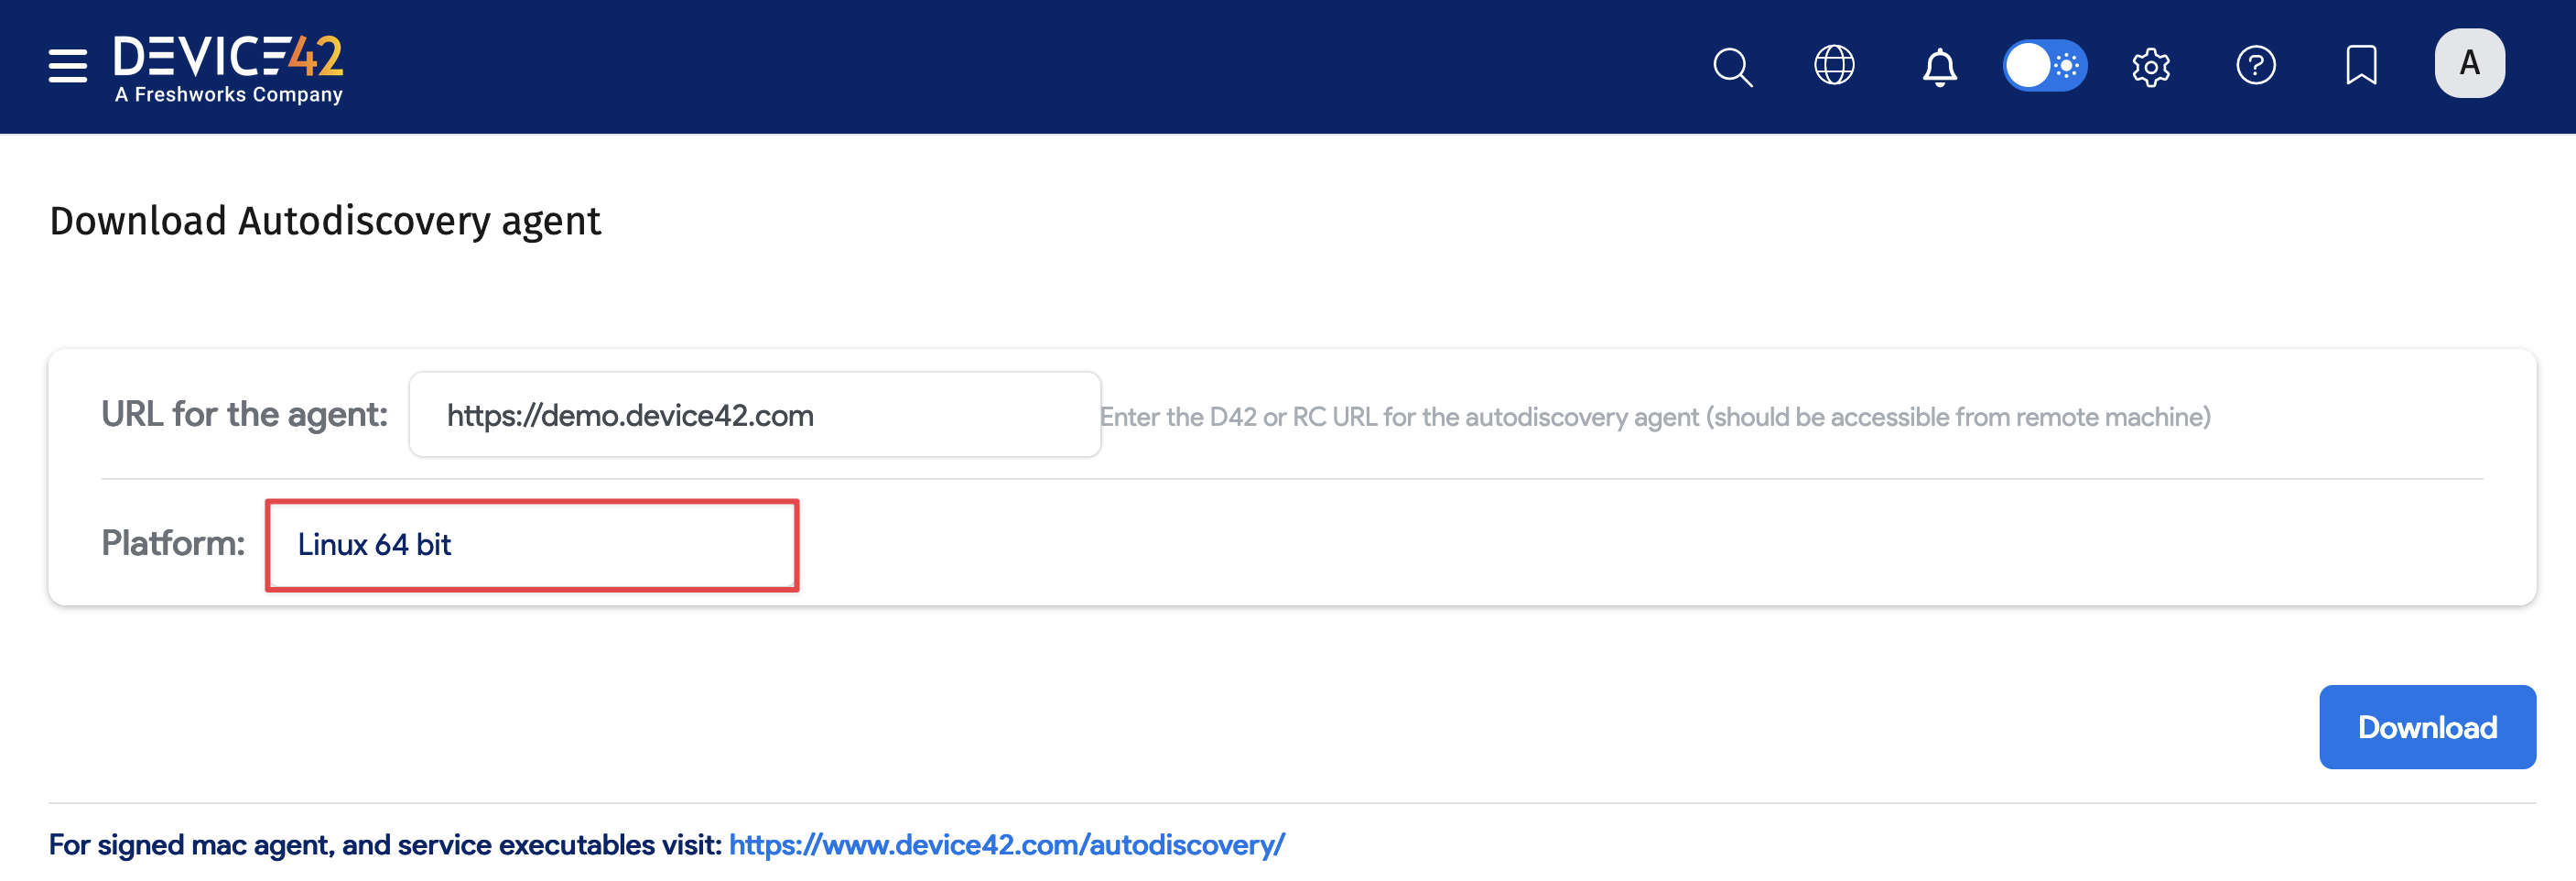 DEVICE42
A Freshworks Company
?
A
Download Autodiscovery agent
URL for the agent: https://demo.device42.com Enter the D42 or RC URL for the autodiscovery agent (should be accessible from remote machine)
Platform: Linux 64 bit
Download
For signed mac agent, and service executables visit: https://www.device42.com/autodiscovery/